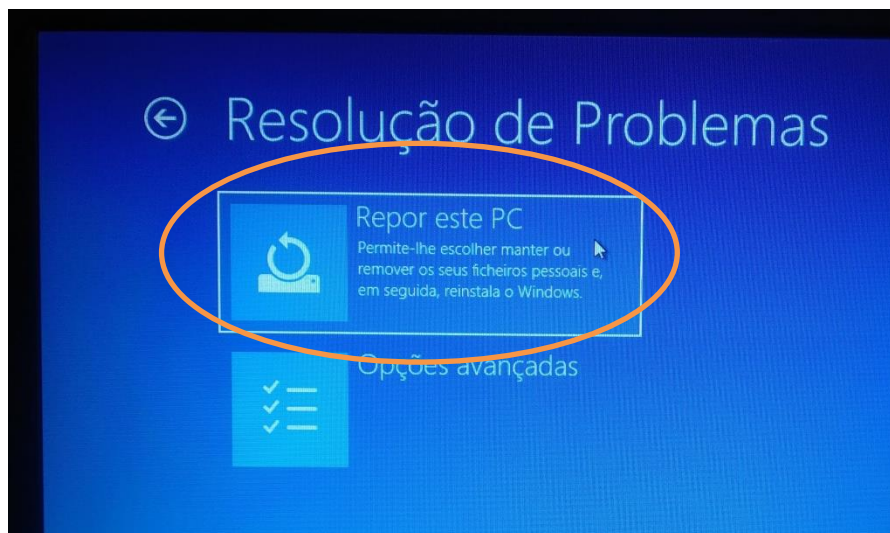 Resolução de Problemas
Repor este PC
Permite-lhe escolher manter ou
remover os seus ficheiros pessoais e,
em seguida, reinstala o Windows.
Opções avançadas